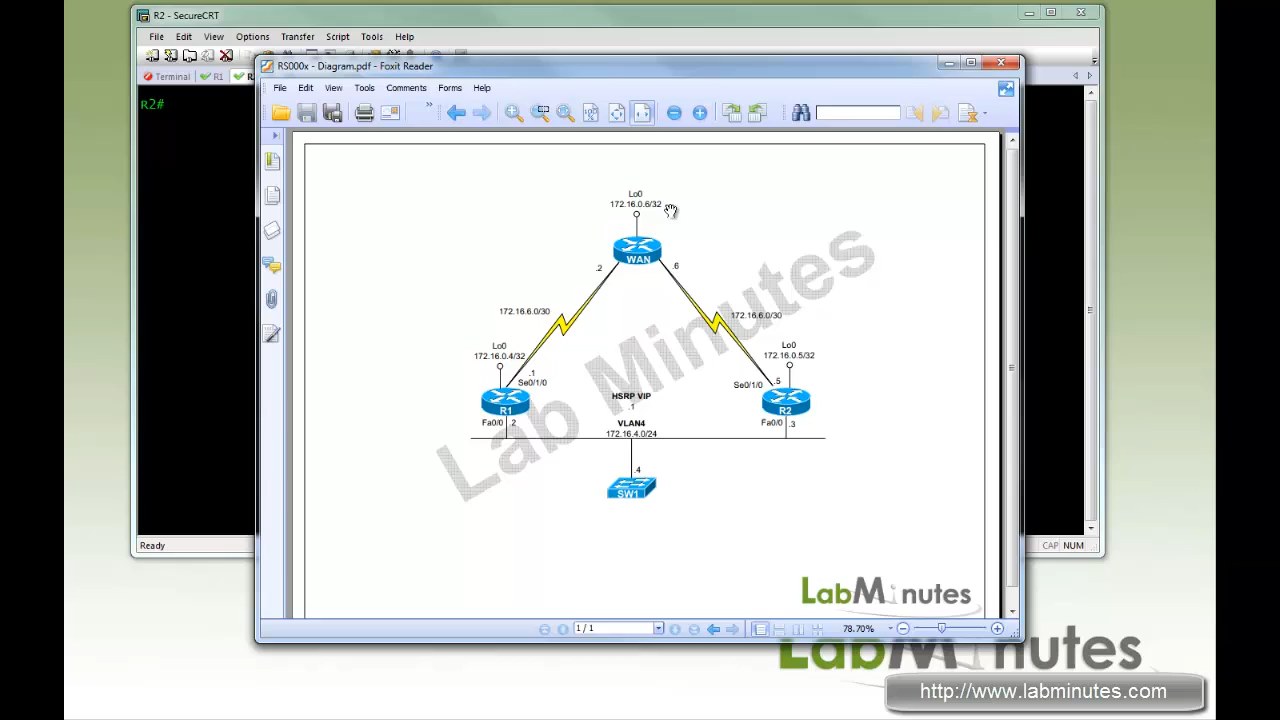 R2 - SecureCRT
File Edit View Options Transfer Script Tools Help
Terminal R1
R2#
RS000x - Diagram.pdf - Foxit Reader
File Edit View Tools Comments Forms Help
Lo0
172.16.0.6/32
WAN
.2
.6
172.16.6.0/30
172.16.6.0/30
Lo0
172.16.0.4/32
Lo0
172.16.0.5/32
.1
Se0/1/0
Se0/1/0
.5
R1
HSRP VIP
.1
R2
Fa0/0
2
VLAN4
172.16.4.0/24
Fa0/0
.3
.4
SW1
Lab Minutes
LabMinutes
1 / 1
78.70%
Ready
CAP NUM
LabMinutes
http://www.labminutes.com